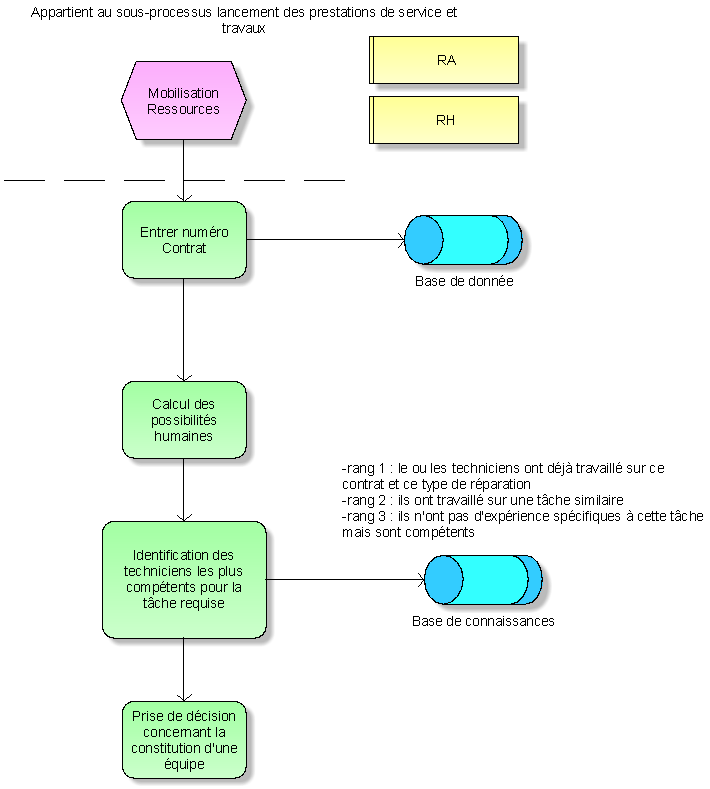 Appartient au sous-processus lancement des prestations de service et
travaux
RA
Mobilisation
Ressources
RH
Entrer numéro
Contrat
Base de donnée
Calcul des
possibilités
humaines
-rang 1 : le ou les techniciens ont déjà travaillé sur ce
contrat et ce type de réparation
-rang 2 : ils ont travaillé sur une tâche similaire
-rang 3 : ils n'ont pas d'expérience spécifiques à cette tâche
mais sont compétents
Identification des
techniciens les plus
compétents pour la
tâche requise
Base de connaissances
Prise de décision
concernant la
constitution d'une
équipe